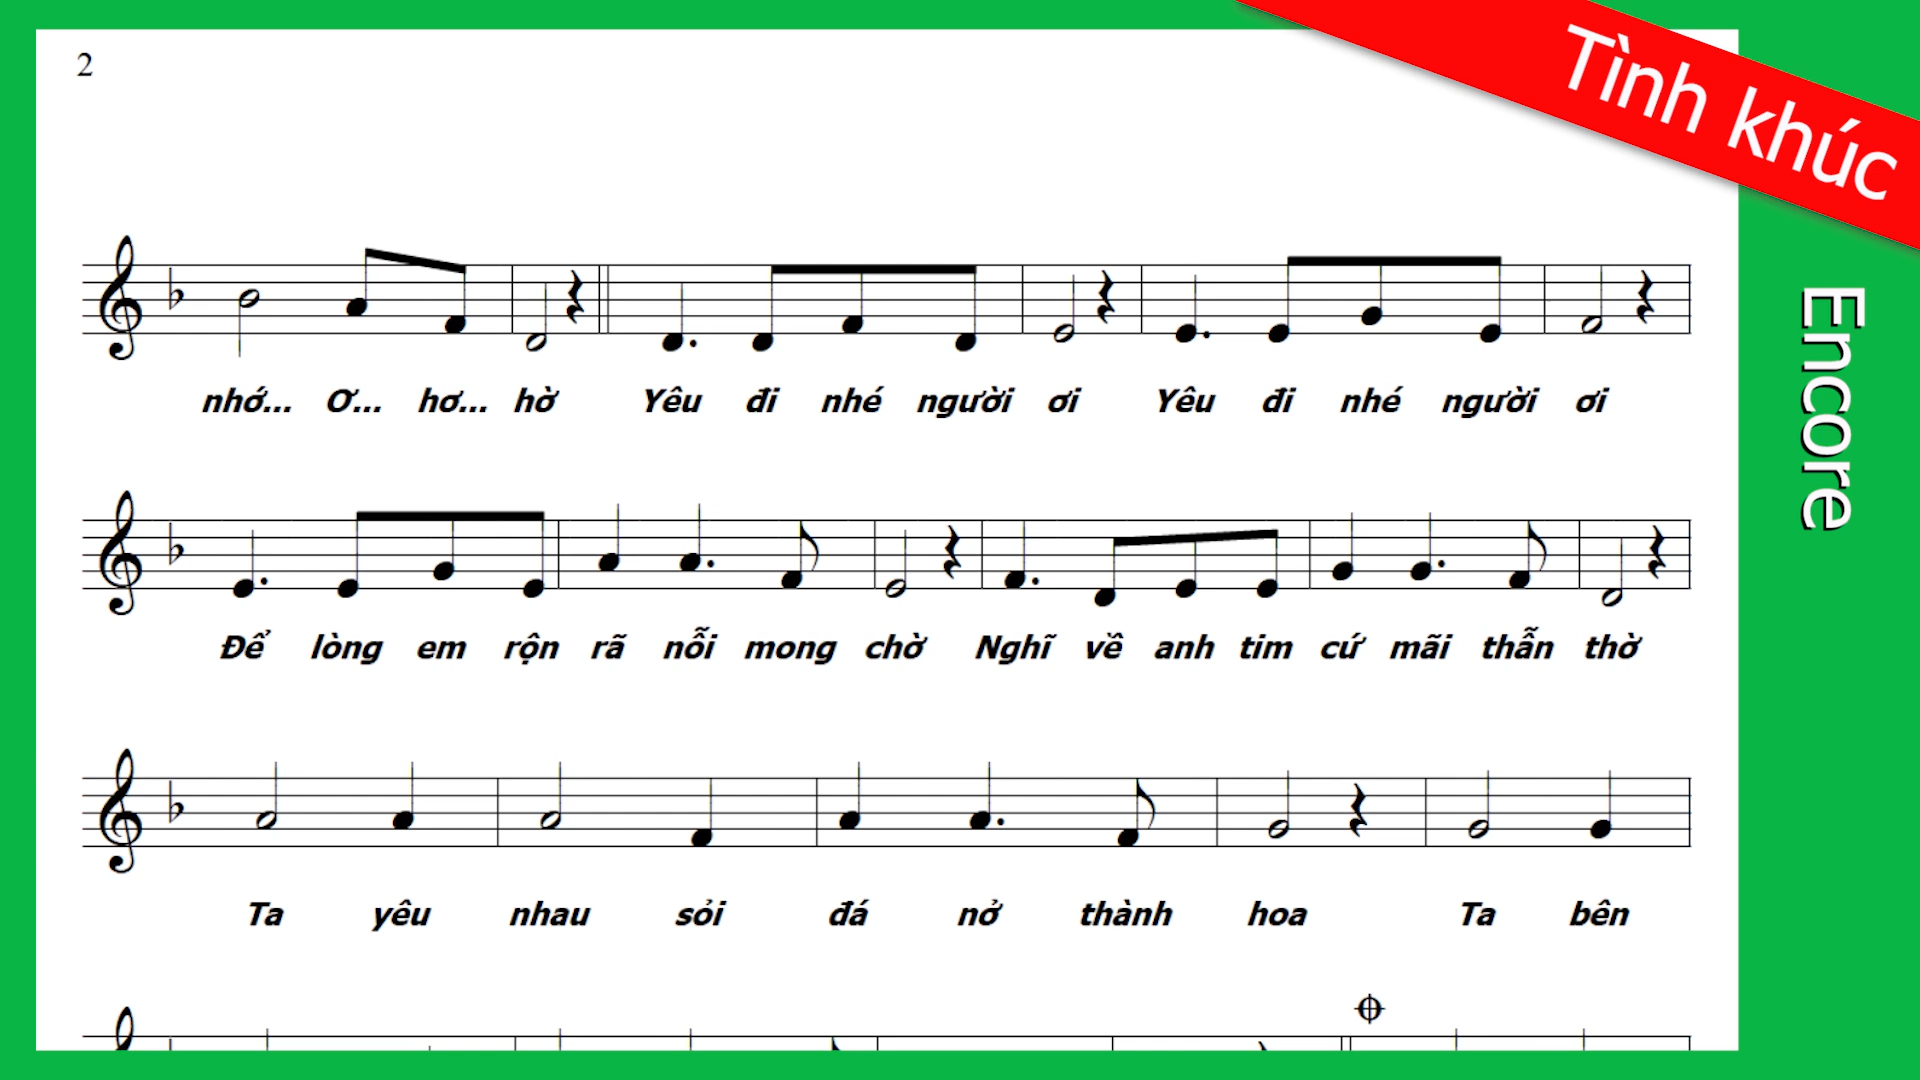 2
Tình khúc
Encore
nhớ... Ơ... hơ... hờ Yêu đi nhé người ơi Yêu đi nhé người ơi
Để lòng em rộn rã nỗi mong chờ Nghĩ về anh tim cứ mãi thẫn thờ
Ta yêu nhau sỏi đá nở thành hoa Ta bên